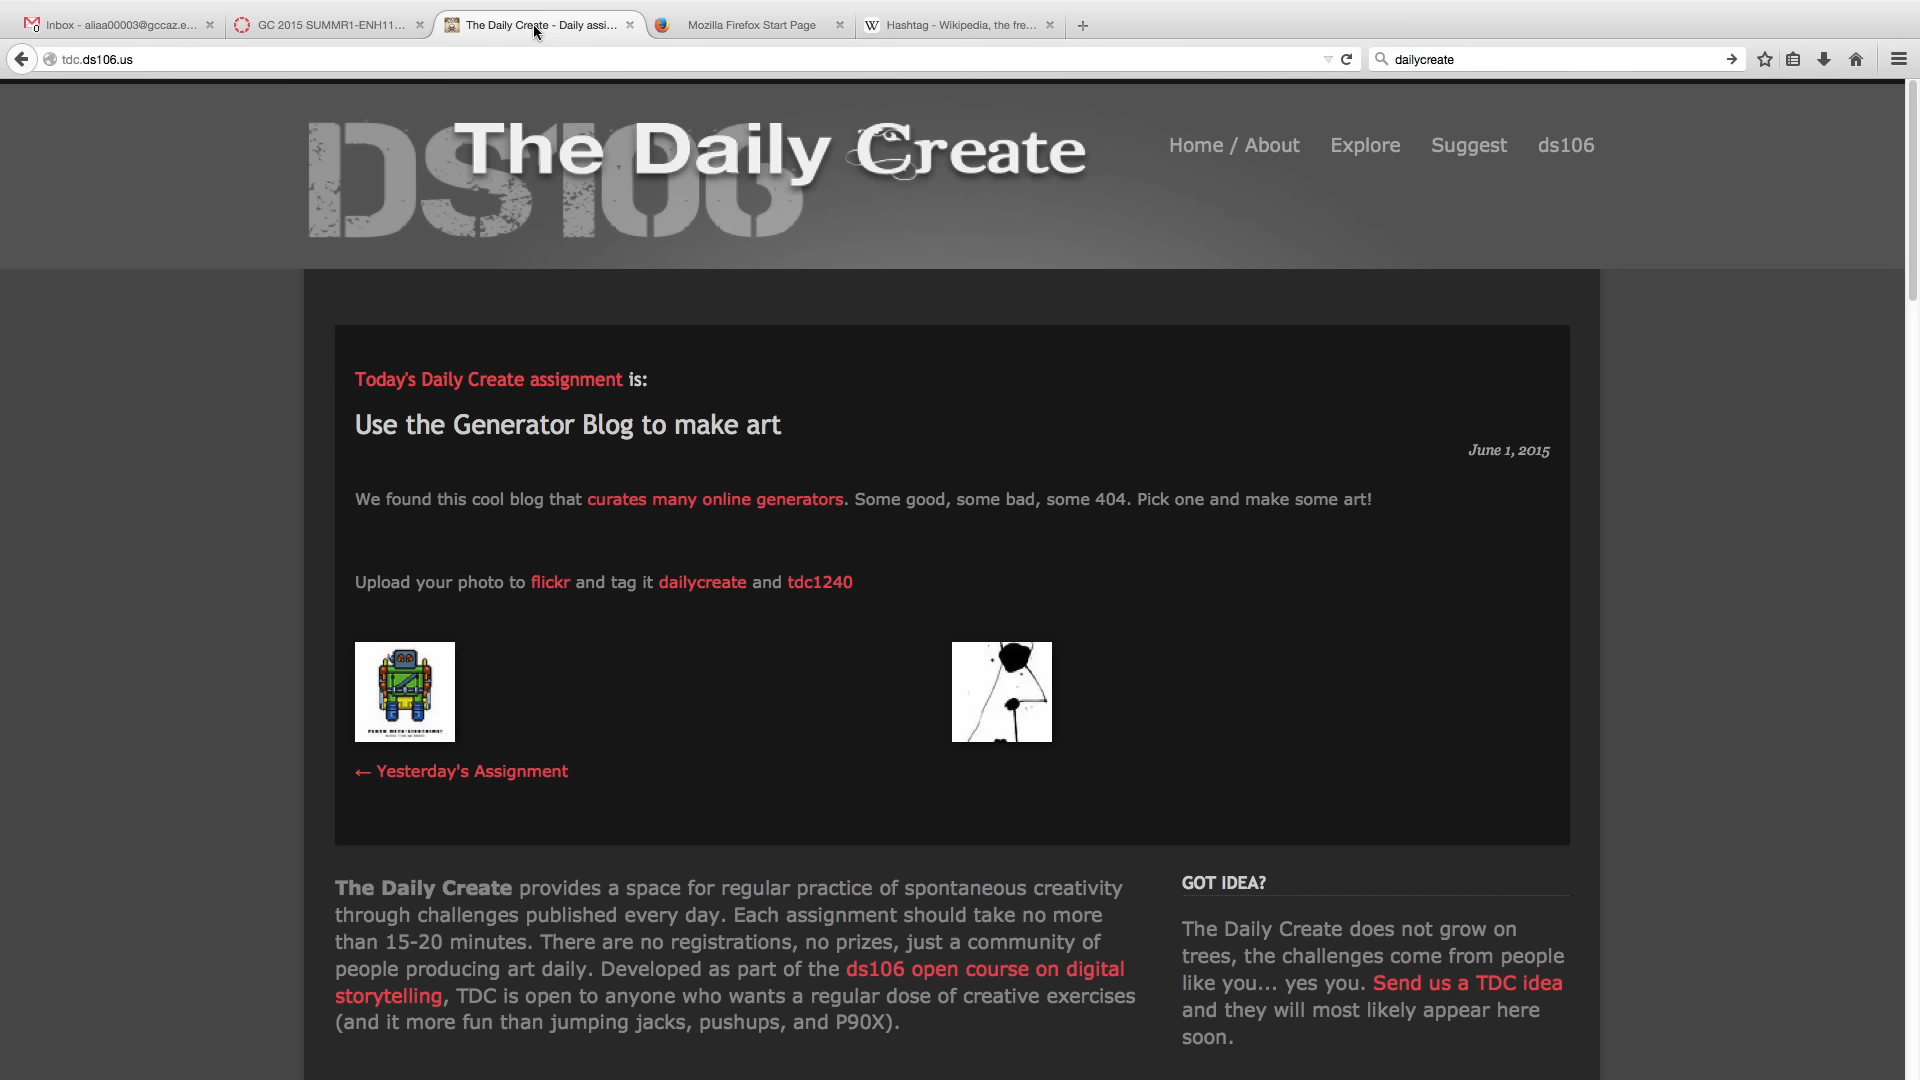 Inbox - aliaa00003@gccaz.e...
GC 2015 SUMMR1-ENH11...
The Daily Create - Daily assi...
Mozilla Firefox Start Page
Hashtag - Wikipedia, the fre...
tdc.ds106.us
dailycreate
DS106
The Daily Create
Home / About
Explore
Suggest
ds106
Today's Daily Create assignment is:
Use the Generator Blog to make art
June 1, 2015
We found this cool blog that curates many online generators. Some good, some bad, some 404. Pick one and make some art!
Upload your photo to flickr and tag it dailycreate and tdc1240
← Yesterday's Assignment
The Daily Create provides a space for regular practice of spontaneous creativity
through challenges published every day. Each assignment should take no more
than 15-20 minutes. There are no registrations, no prizes, just a community of
people producing art daily. Developed as part of the ds106 open course on digital
storytelling, TDC is open to anyone who wants a regular dose of creative exercises
(and it more fun than jumping jacks, pushups, and P90X).
GOT IDEA?
The Daily Create does not grow on
trees, the challenges come from people
like you... yes you. Send us a TDC idea
and they will most likely appear here
soon.